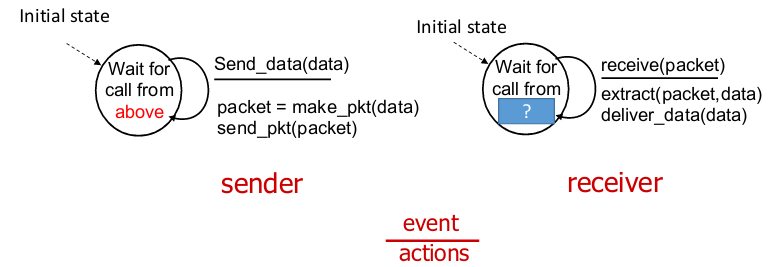 Initial state
Wait for
call from
above
Send_data(data)
packet = make_pkt(data)
send_pkt(packet)
sender
Initial state
Wait for
call from
?
receive(packet)
extract(packet,data)
deliver_data(data)
receiver
event
actions